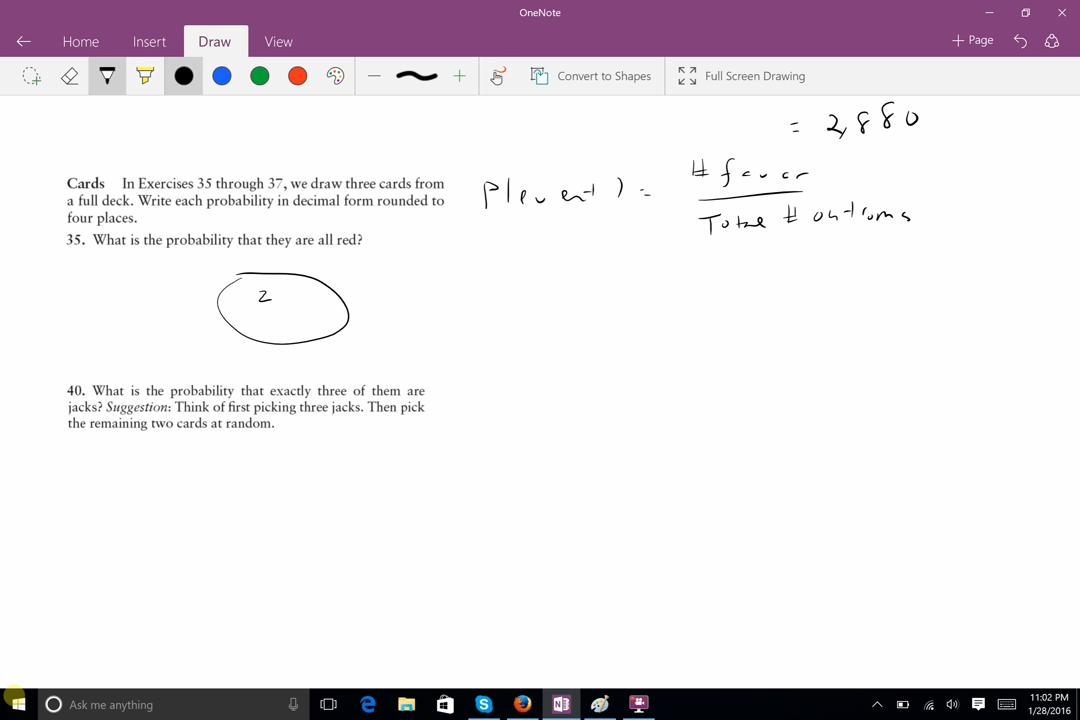 OneNote
Home Insert Draw View
+ Page
Convert to Shapes Full Screen Drawing
= 2,880
Cards In Exercises 35 through 37, we draw three cards from
a full deck. Write each probability in decimal form rounded to
four places.
35. What is the probability that they are all red?
P(event) =
# favor
Total # outcoms
2
40. What is the probability that exactly three of them are
jacks? Suggestion: Think of first picking three jacks. Then pick
the remaining two cards at random.
Ask me anything
11:02 PM
1/28/2016